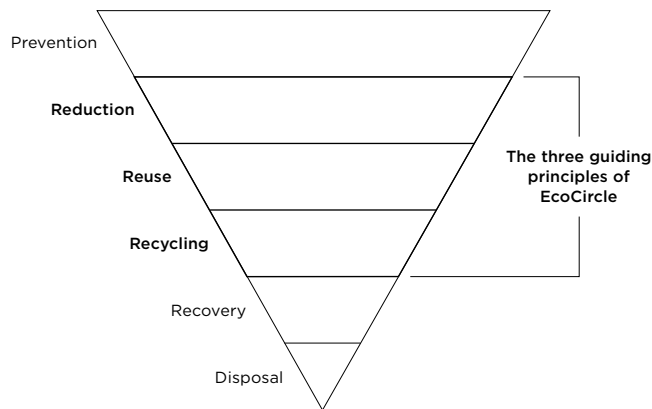 Prevention
Reduction
Reuse
Recycling
Recovery
Disposal
The three guiding
principles of
EcoCircle